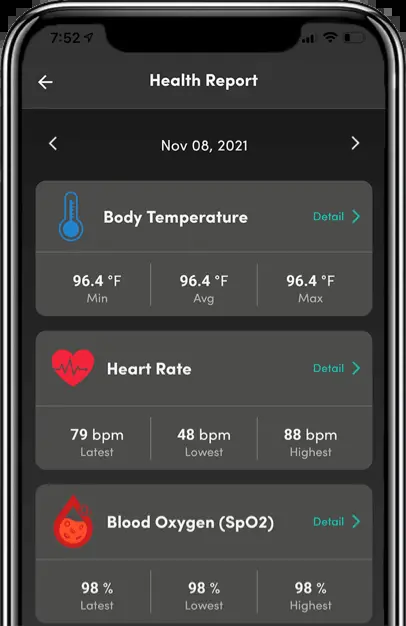 7:52
Health Report
Nov 08, 2021
Body Temperature
Detail
96.4 °F 96.4 °F 96.4 °F
Min Avg Max
Heart Rate
Detail
79 bpm 48 bpm 88 bpm
Latest Lowest Highest
Blood Oxygen (SpO2)
Detail
98 % 98 % 98 %
Latest Lowest Highest